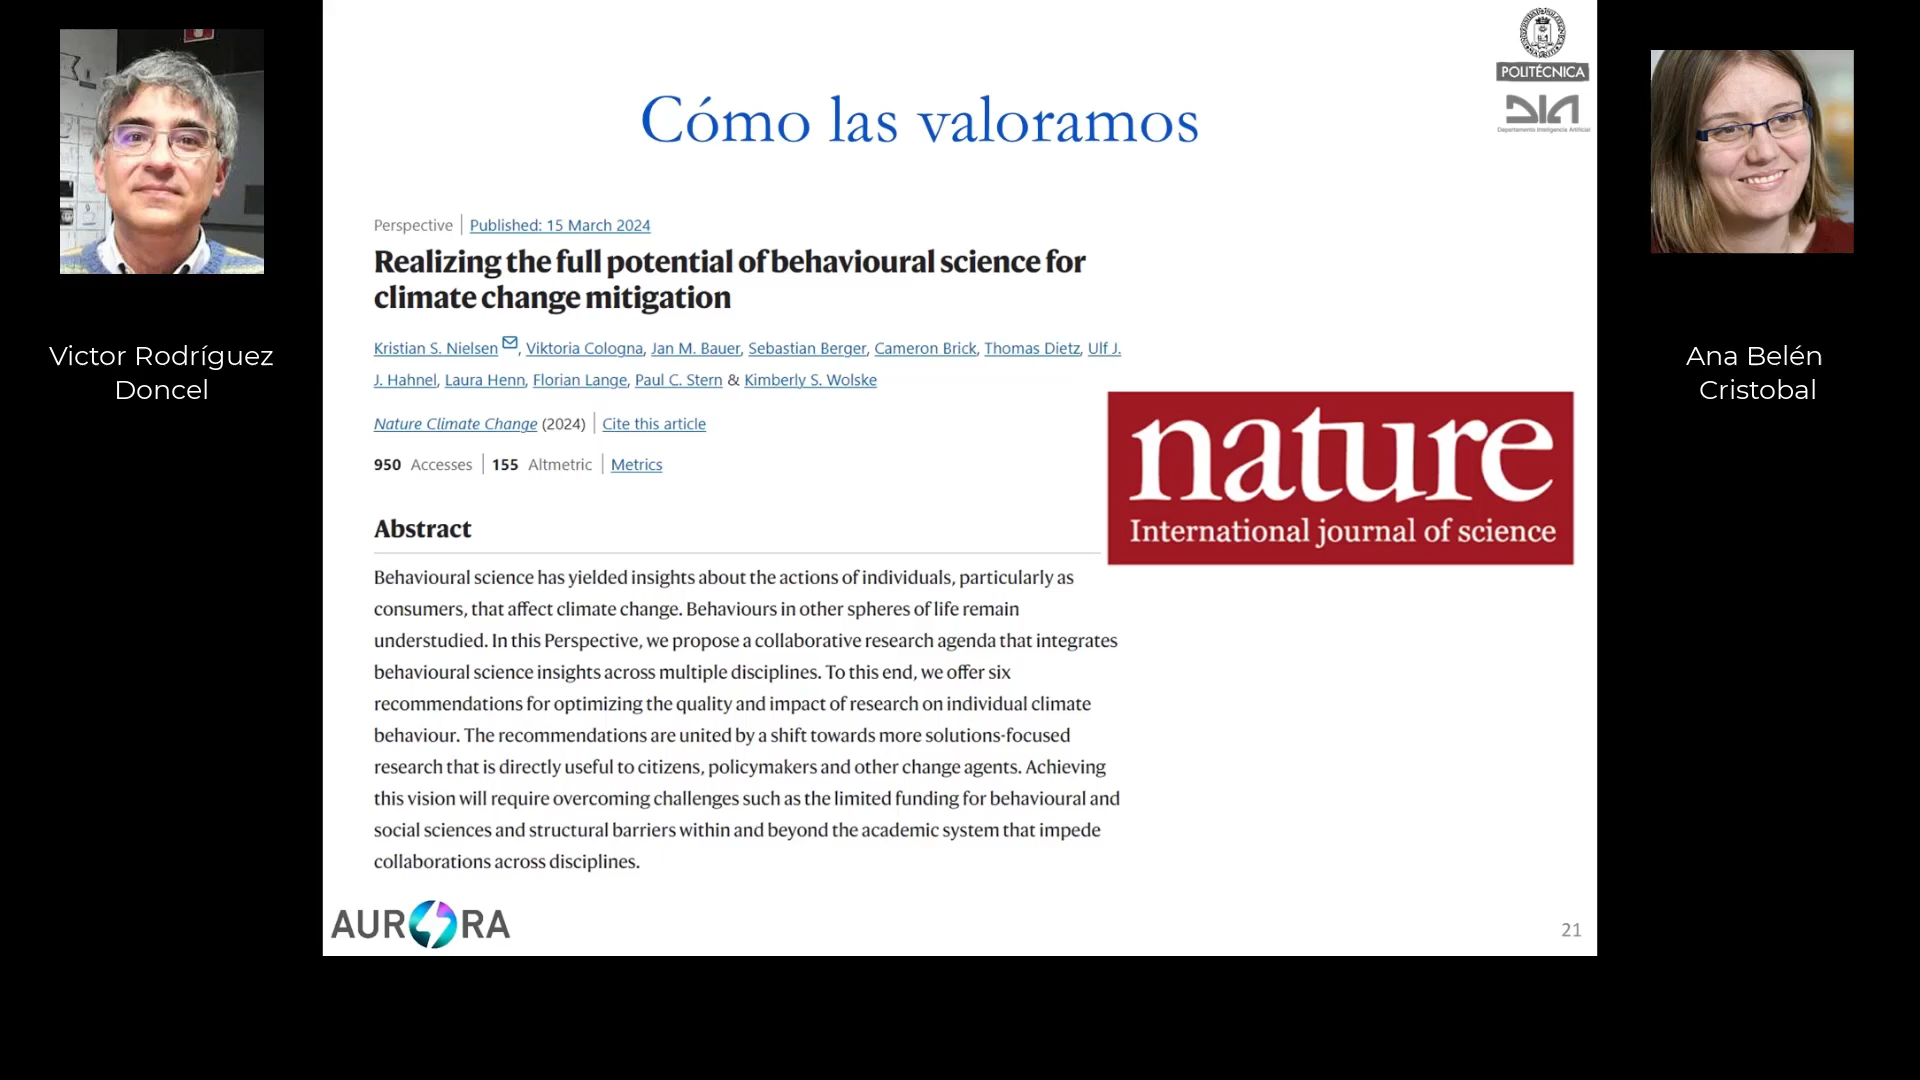 POLITÉCNICA
DIA
Departamento Inteligencia Artificial
Cómo las valoramos
Perspective | Published: 15 March 2024
Realizing the full potential of behavioural science for
climate change mitigation
Kristian S. Nielsen, Viktoria Cologna, Jan M. Bauer, Sebastian Berger, Cameron Brick, Thomas Dietz, Ulf J.
J. Hahnel, Laura Henn, Florian Lange, Paul C. Stern & Kimberly S. Wolske
Nature Climate Change (2024) | Cite this article
950 Accesses | 155 Altmetric | Metrics
nature
International journal of science
Abstract
Behavioural science has yielded insights about the actions of individuals, particularly as
consumers, that affect climate change. Behaviours in other spheres of life remain
understudied. In this Perspective, we propose a collaborative research agenda that integrates
behavioural science insights across multiple disciplines. To this end, we offer six
recommendations for optimizing the quality and impact of research on individual climate
behaviour. The recommendations are united by a shift towards more solutions-focused
research that is directly useful to citizens, policymakers and other change agents. Achieving
this vision will require overcoming challenges such as the limited funding for behavioural and
social sciences and structural barriers within and beyond the academic system that impede
collaborations across disciplines.
AURORA
21
Victor Rodríguez
Doncel
Ana Belén
Cristobal